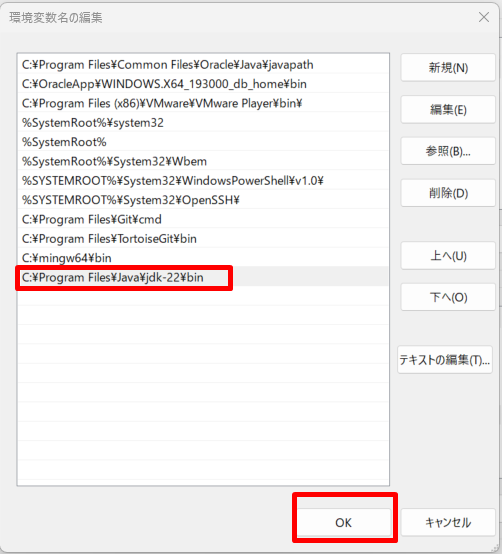 環境変数名の編集
C:¥Program Files¥Common Files¥Oracle¥Java¥javapath
C:¥OracleApp¥WINDOWS.X64_193000_db_home¥bin
C:¥Program Files (x86)¥VMware¥VMware Player¥bin¥
%SystemRoot%¥system32
%SystemRoot%
%SystemRoot%¥System32¥Wbem
%SYSTEMROOT%¥System32¥WindowsPowerShell¥v1.0¥
%SYSTEMROOT%¥System32¥OpenSSH¥
C:¥Program Files¥Git¥cmd
C:¥Program Files¥TortoiseGit¥bin
C:¥mingw64¥bin
C:¥Program Files¥Java¥jdk-22¥bin
新規(N)
編集(E)
参照(B)...
削除(D)
上へ(U)
下へ(O)
テキストの編集(T)...
OK
キャンセル